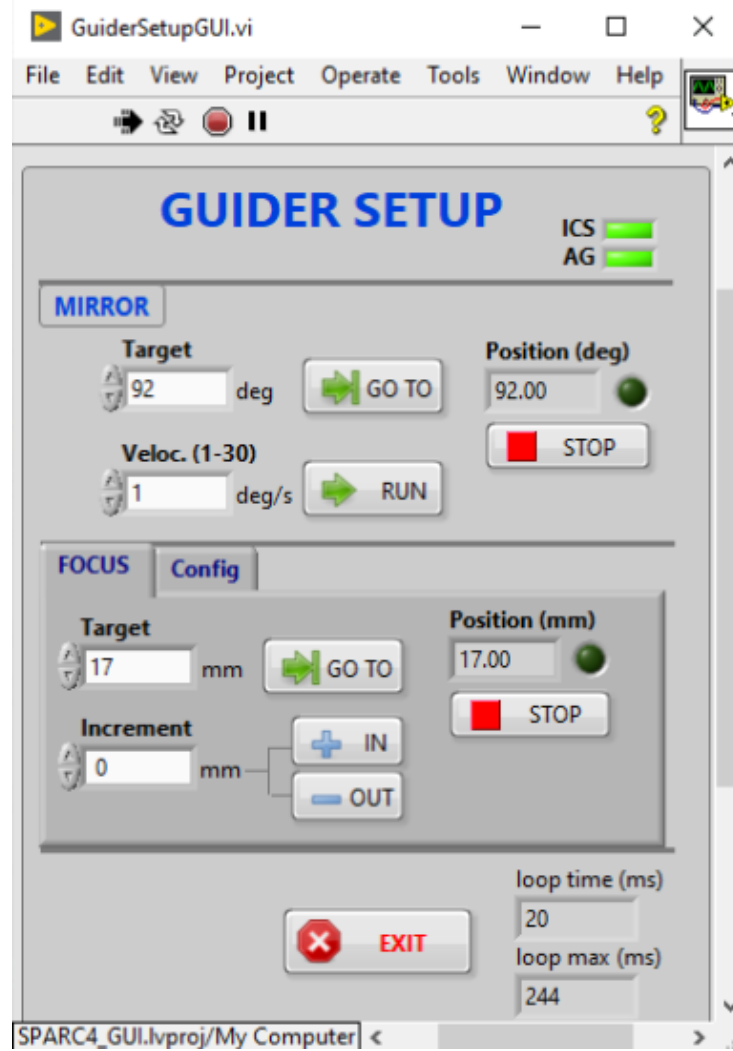 GuiderSetupGUI.vi
File Edit View Project Operate Tools Window Help
GUIDER SETUP
ICS
AG
MIRROR
Target
92 deg
GO TO
Position (deg)
92.00
STOP
Veloc. (1-30)
1 deg/s
RUN
FOCUS Config
Target
17 mm
GO TO
Position (mm)
17.00
STOP
Increment
0 mm
IN
OUT
EXIT
loop time (ms)
20
loop max (ms)
244
SPARC4_GUI.lvproj/My Computer